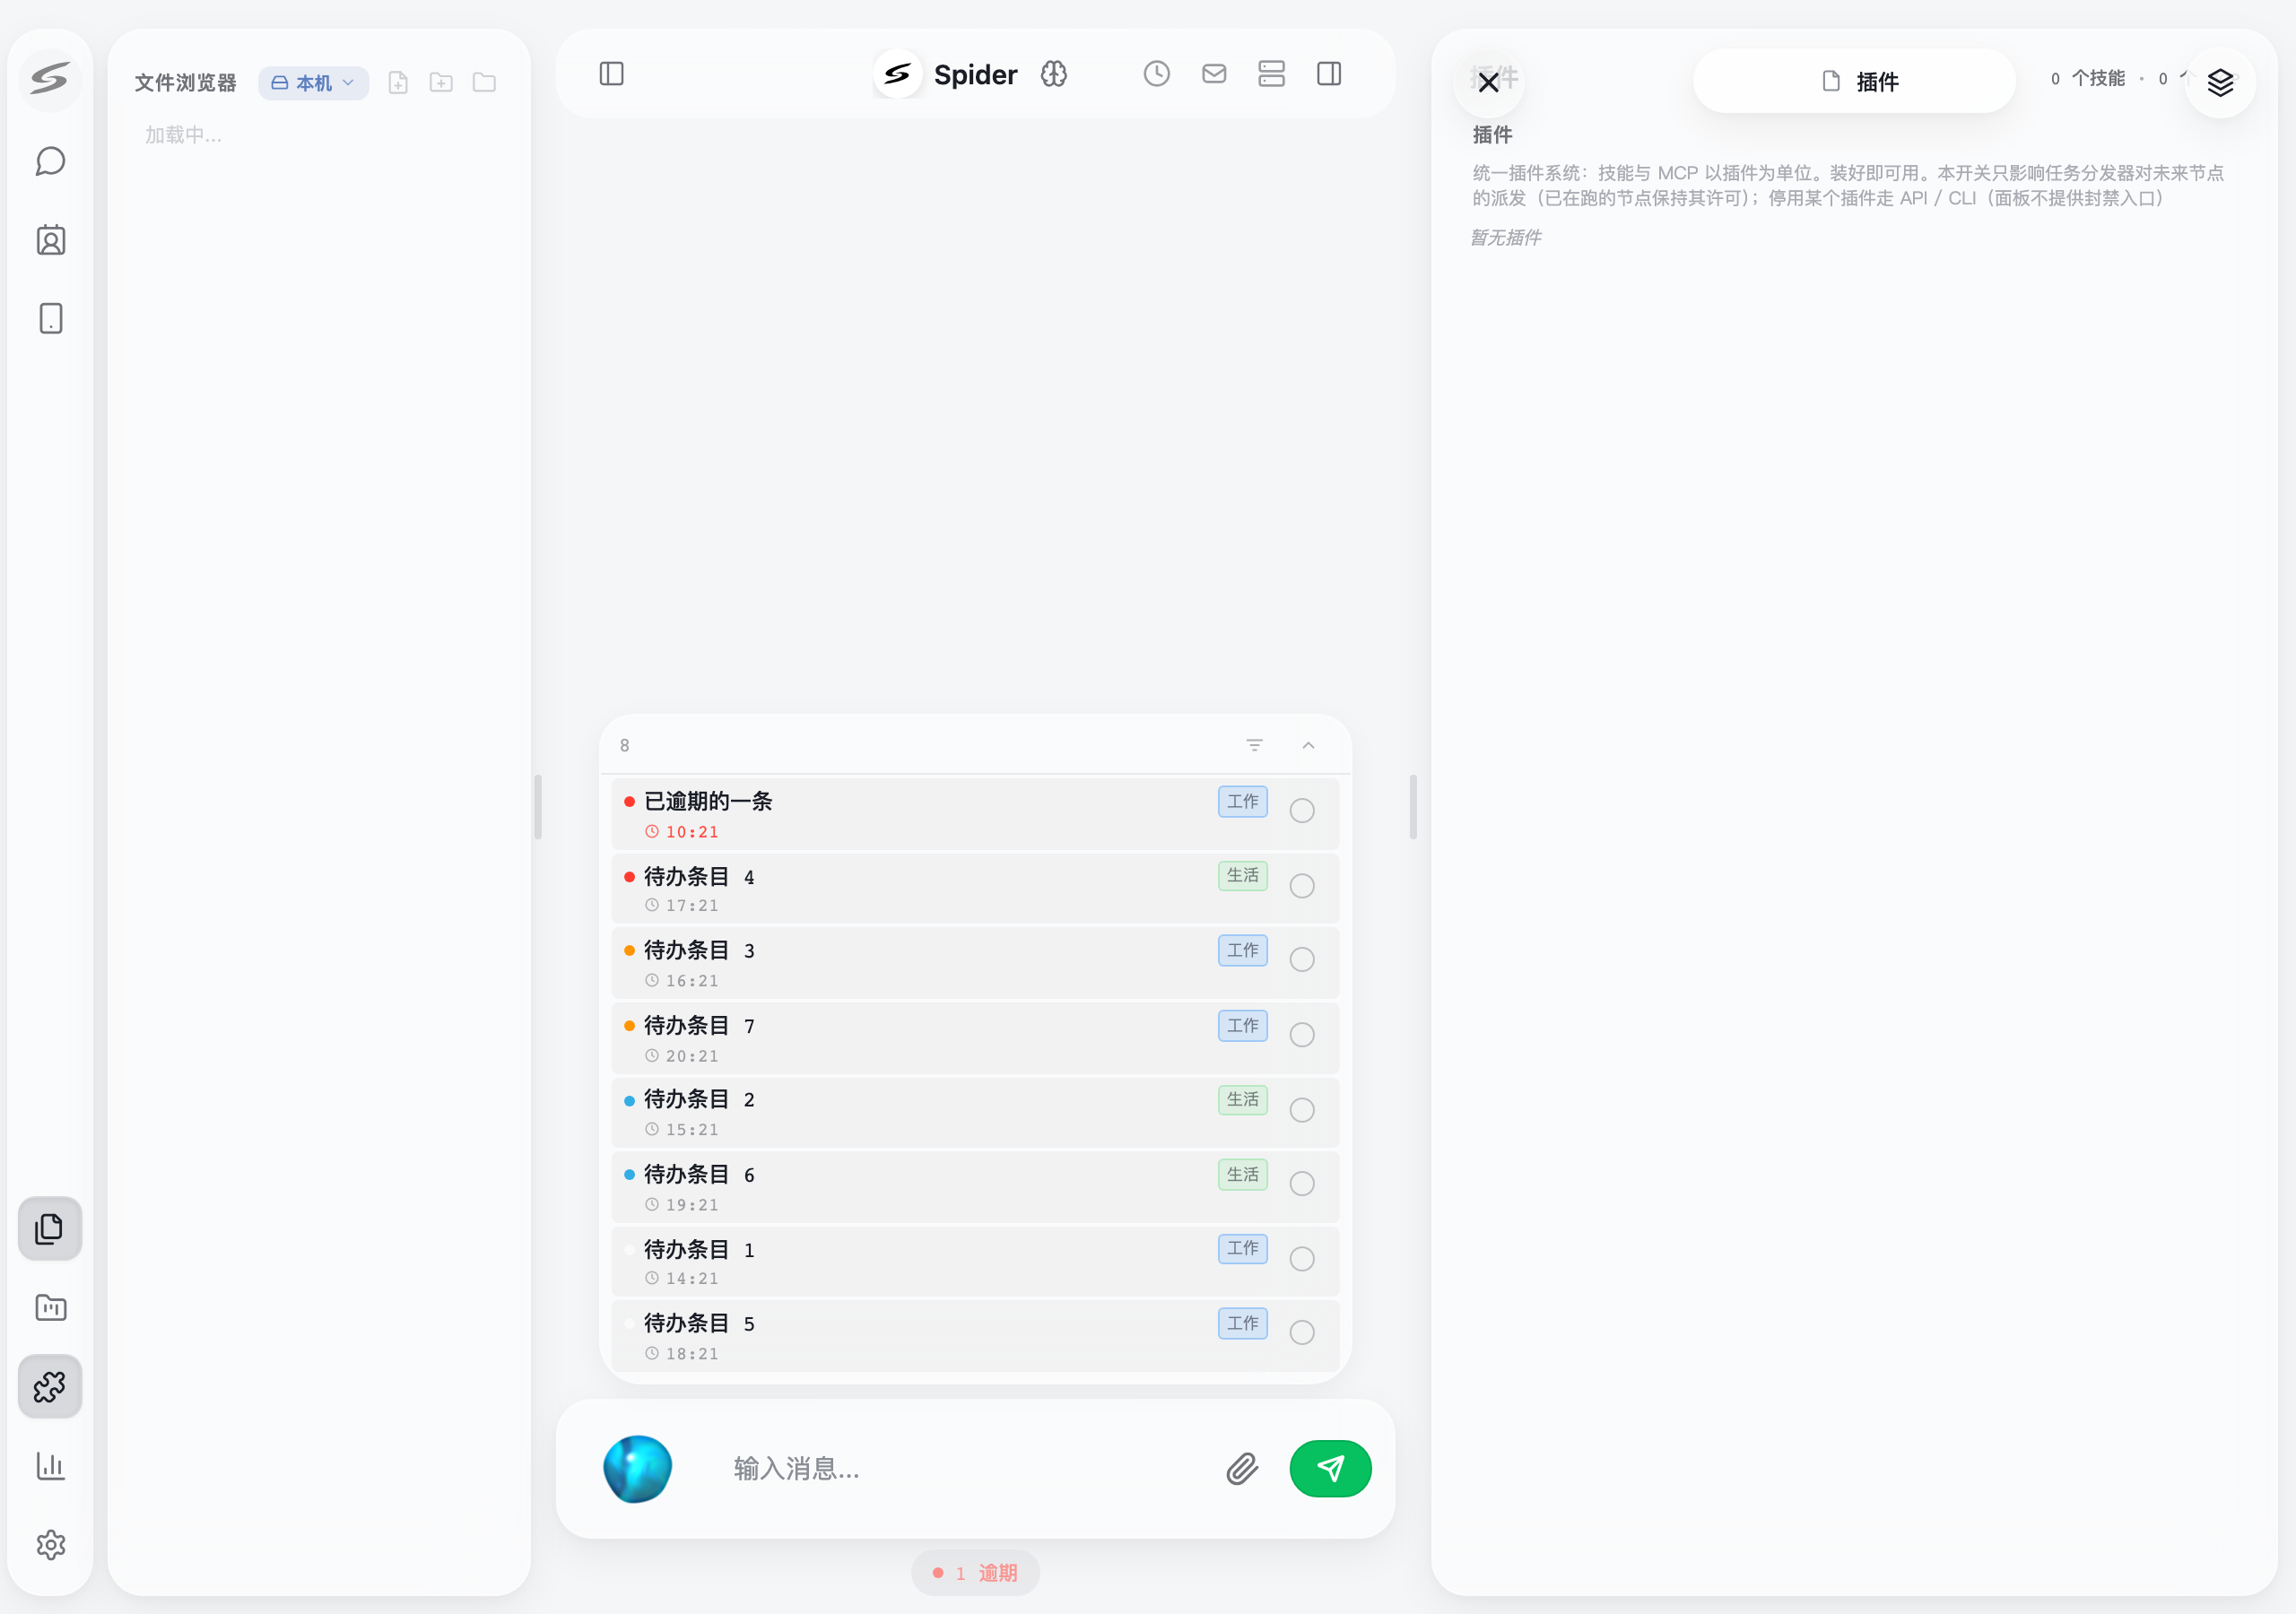 文件浏览器
本机
加载中...
Spider
8
已逾期的一条
工作
10:21
待办条目 4
生活
17:21
待办条目 3
工作
16:21
待办条目 7
工作
20:21
待办条目 2
生活
15:21
待办条目 6
生活
19:21
待办条目 1
工作
14:21
待办条目 5
工作
18:21
输入消息...
1 逾期
插件
插件
0 个技能 · 0 个
插件
统一插件系统：技能与 MCP 以插件为单位。装好即可用。本开关只影响任务分发器对未来节点
的派发（已在跑的节点保持其许可）；停用某个插件走 API / CLI（面板不提供封禁入口）
暂无插件